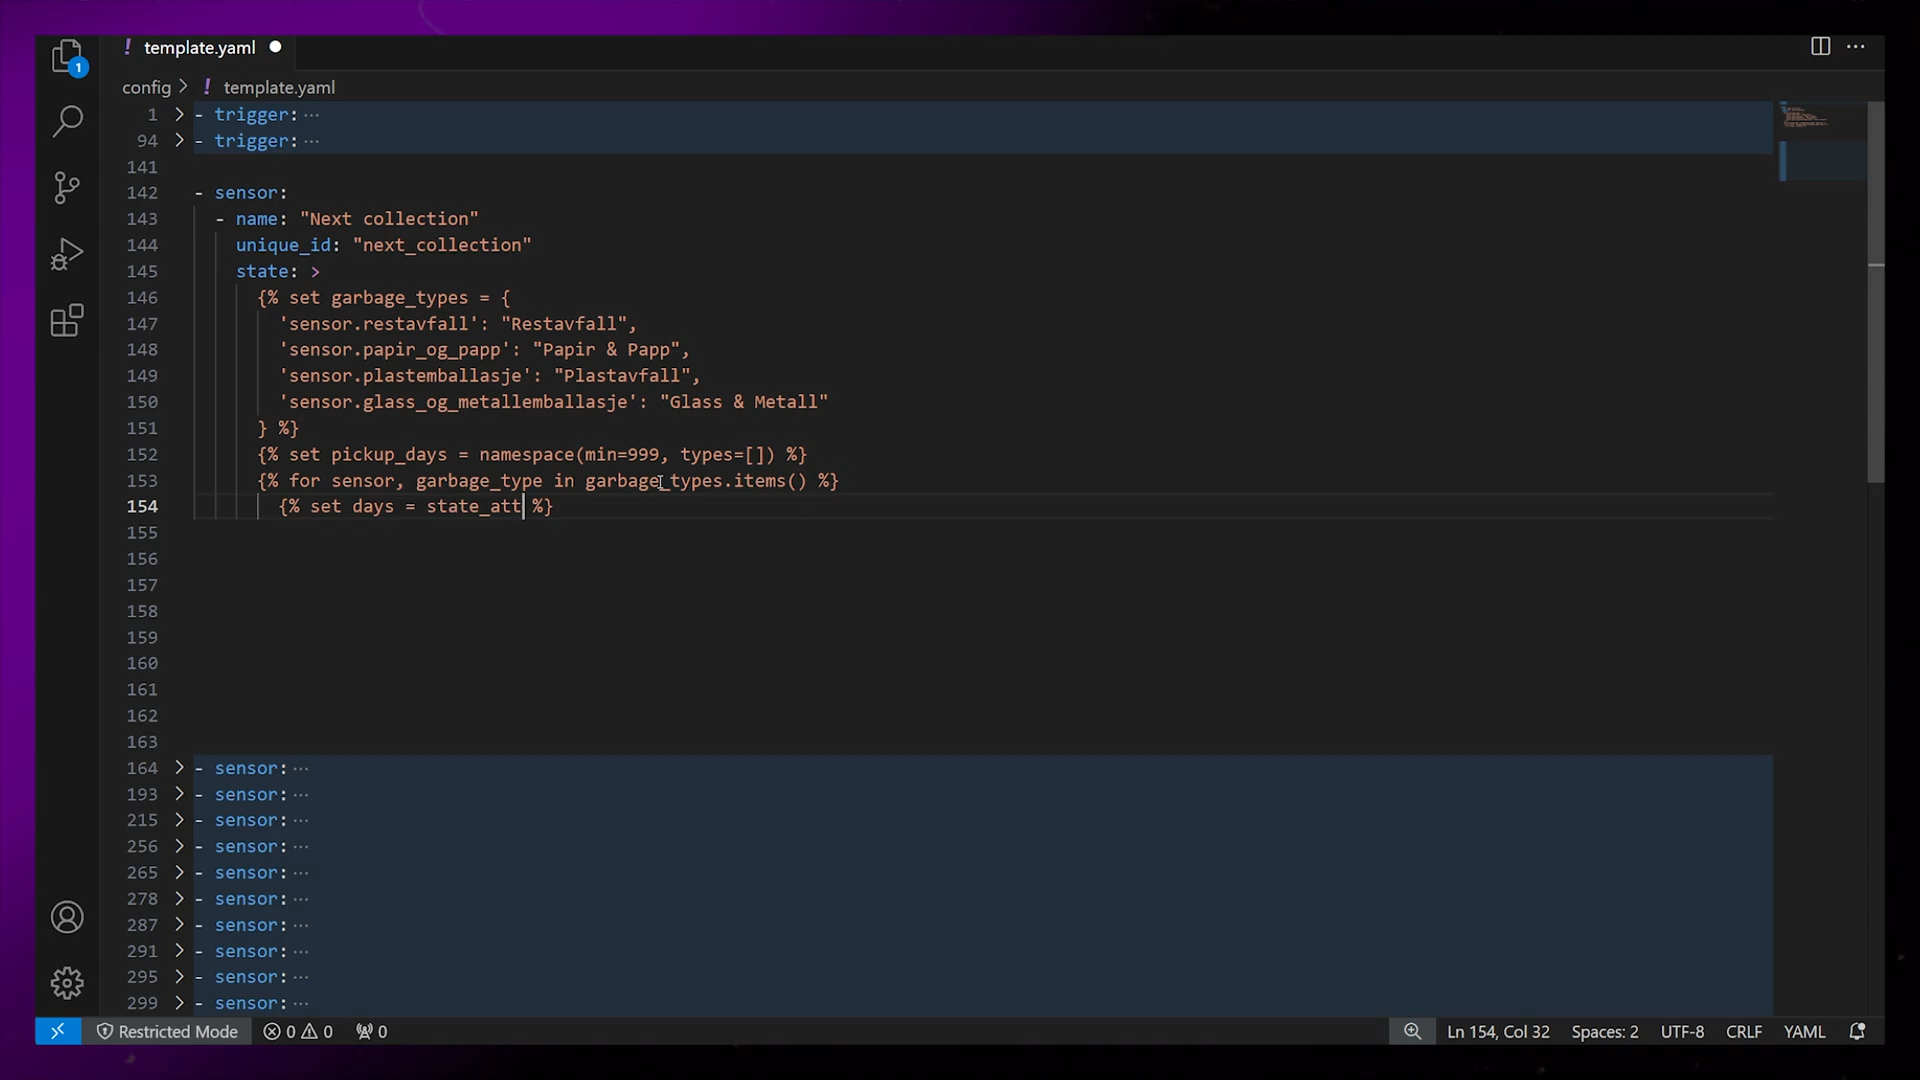 ! template.yaml ●
1
config > ! template.yaml
1 > - trigger: ···
94 > - trigger: ···
141
142 - sensor:
143 - name: "Next collection"
144 unique_id: "next_collection"
145 state: >
146 {% set garbage_types = {
147 'sensor.restavfall': "Restavfall",
148 'sensor.papir_og_papp': "Papir & Papp",
149 'sensor.plastemballasje': "Plastavfall",
150 'sensor.glass_og_metallemballasje': "Glass & Metall"
151 } %}
152 {% set pickup_days = namespace(min=999, types=[]) %}
153 {% for sensor, garbage_type in garbage_types.items() %}
154 {% set days = state_att %}
155
156
157
158
159
160
161
162
163
164 > - sensor: ···
193 > - sensor: ···
215 > - sensor: ···
256 > - sensor: ···
265 > - sensor: ···
278 > - sensor: ···
287 > - sensor: ···
291 > - sensor: ···
295 > - sensor: ···
299 > - sensor: ···
Restricted Mode 0 0 0 Ln 154, Col 32 Spaces: 2 UTF-8 CRLF YAML